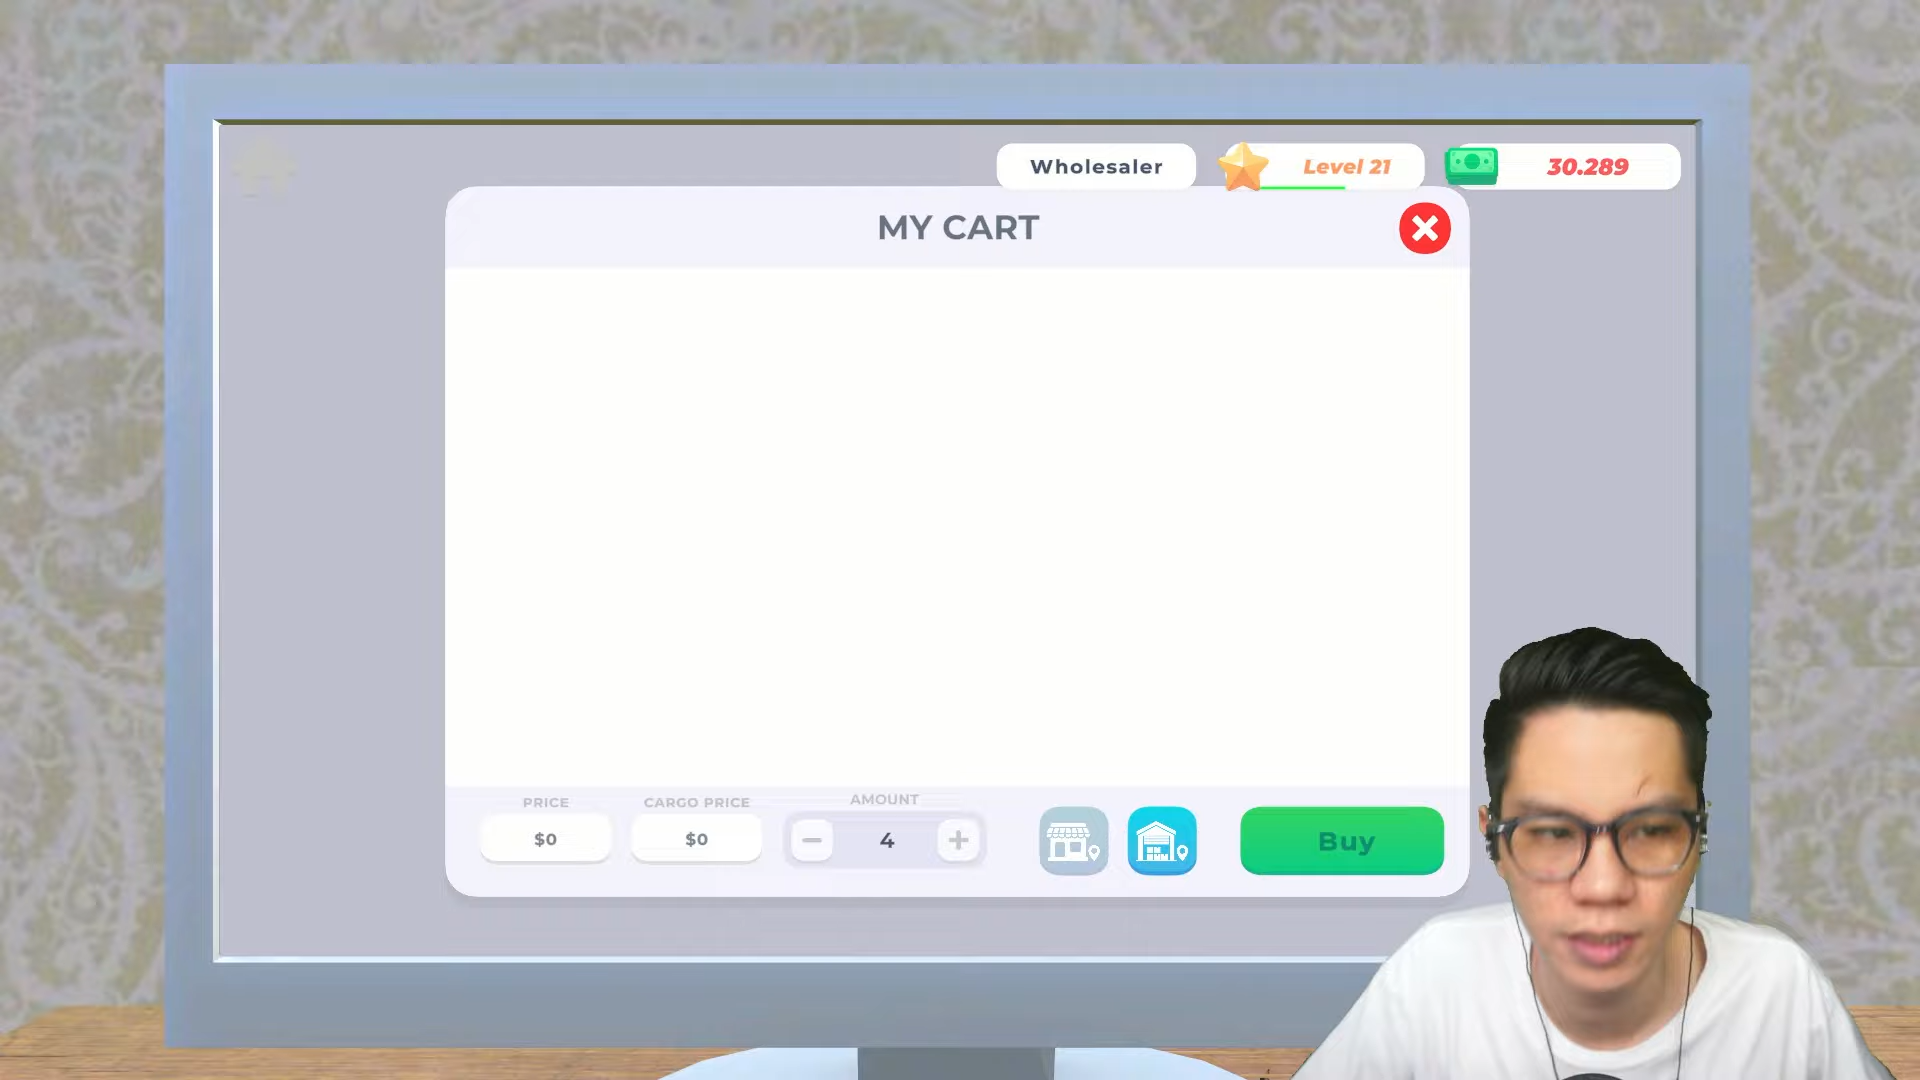 Wholesaler
Level 21
30.289
MY CART
PRICE
CARGO PRICE
AMOUNT
$0
$0
4
Buy